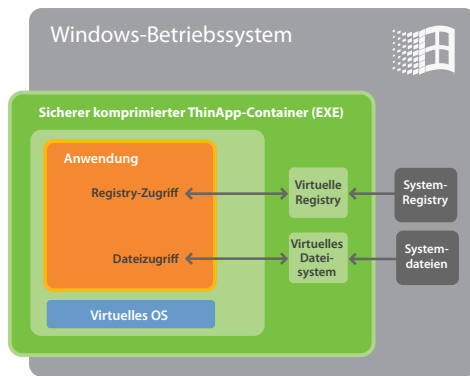 Windows-Betriebssystem
Sicherer komprimierter ThinApp-Container (EXE)
Anwendung
Registry-Zugriff
Virtuelle
Registry
System-
Registry
Dateizugriff
Virtuelles
Datei-
system
System-
dateien
Virtuelles OS